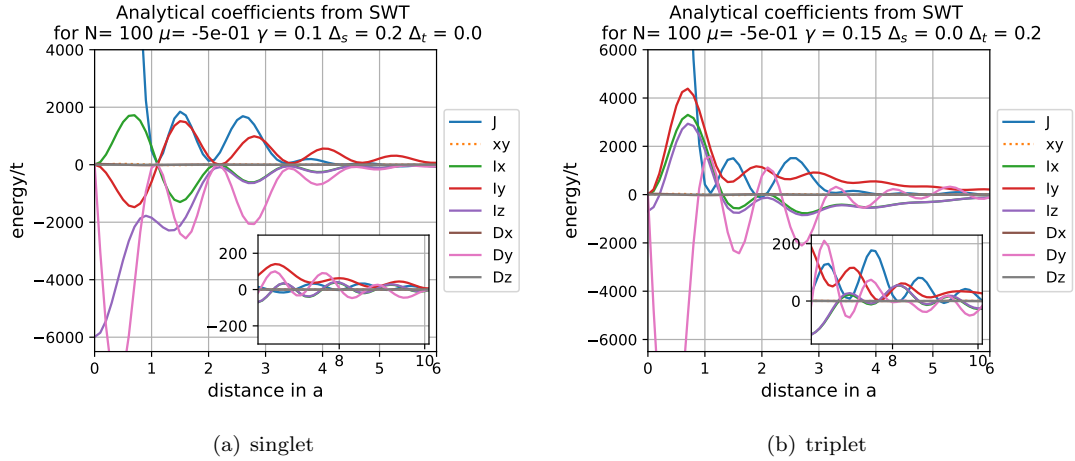 Analytical coefficients from SWT
for N= 100 μ= -5e-01 γ = 0.1 Δs = 0.2 Δt = 0.0
4000
2000
0
−2000
−4000
−6000
energy/t
0 1 2 3 4 5 6
distance in a
200
0
−200
8 10
J
xy
Ix
Iy
Iz
Dx
Dy
Dz
(a) singlet
Analytical coefficients from SWT
for N= 100 μ= -5e-01 γ = 0.15 Δs = 0.0 Δt = 0.2
6000
4000
2000
0
−2000
−4000
−6000
energy/t
0 1 2 3 4 5 6
distance in a
200
0
8 10
J
xy
Ix
Iy
Iz
Dx
Dy
Dz
(b) triplet